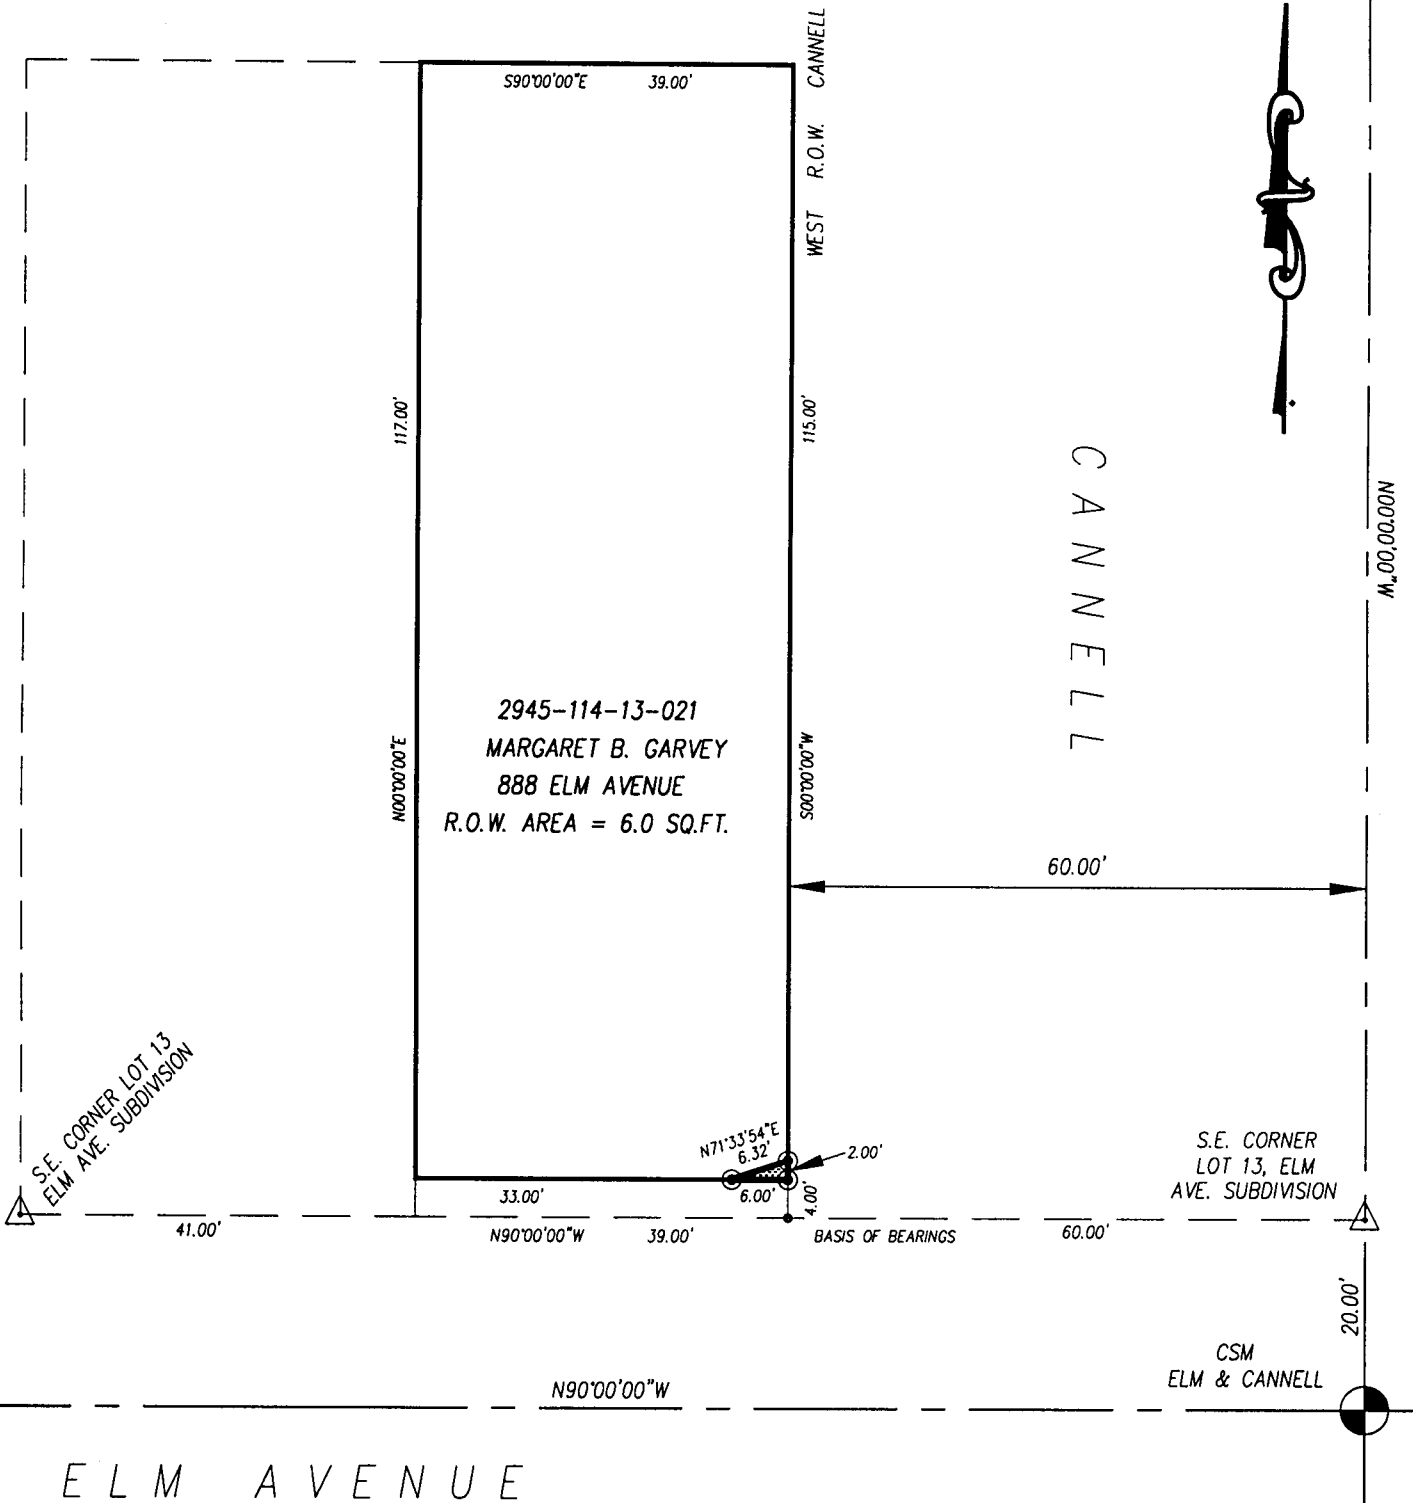 S90°00'00"E 39.00'
WEST R.O.W. CANNELL
117.00'
115.00'
CANNELL
N00°00'00"W
2945-114-13-021
MARGARET B. GARVEY
888 ELM AVENUE
R.O.W. AREA = 6.0 SQ.FT.
N00°00'00"E
S00°00'00"W
60.00'
S.E. CORNER LOT 13
ELM AVE. SUBDIVISION
N71°33'54"E
6.32'
2.00'
S.E. CORNER
LOT 13, ELM
AVE. SUBDIVISION
33.00'
6.00'
4.00'
41.00'
N90°00'00"W 39.00'
BASIS OF BEARINGS
60.00'
20.00'
CSM
ELM & CANNELL
N90°00'00"W
ELM AVENUE